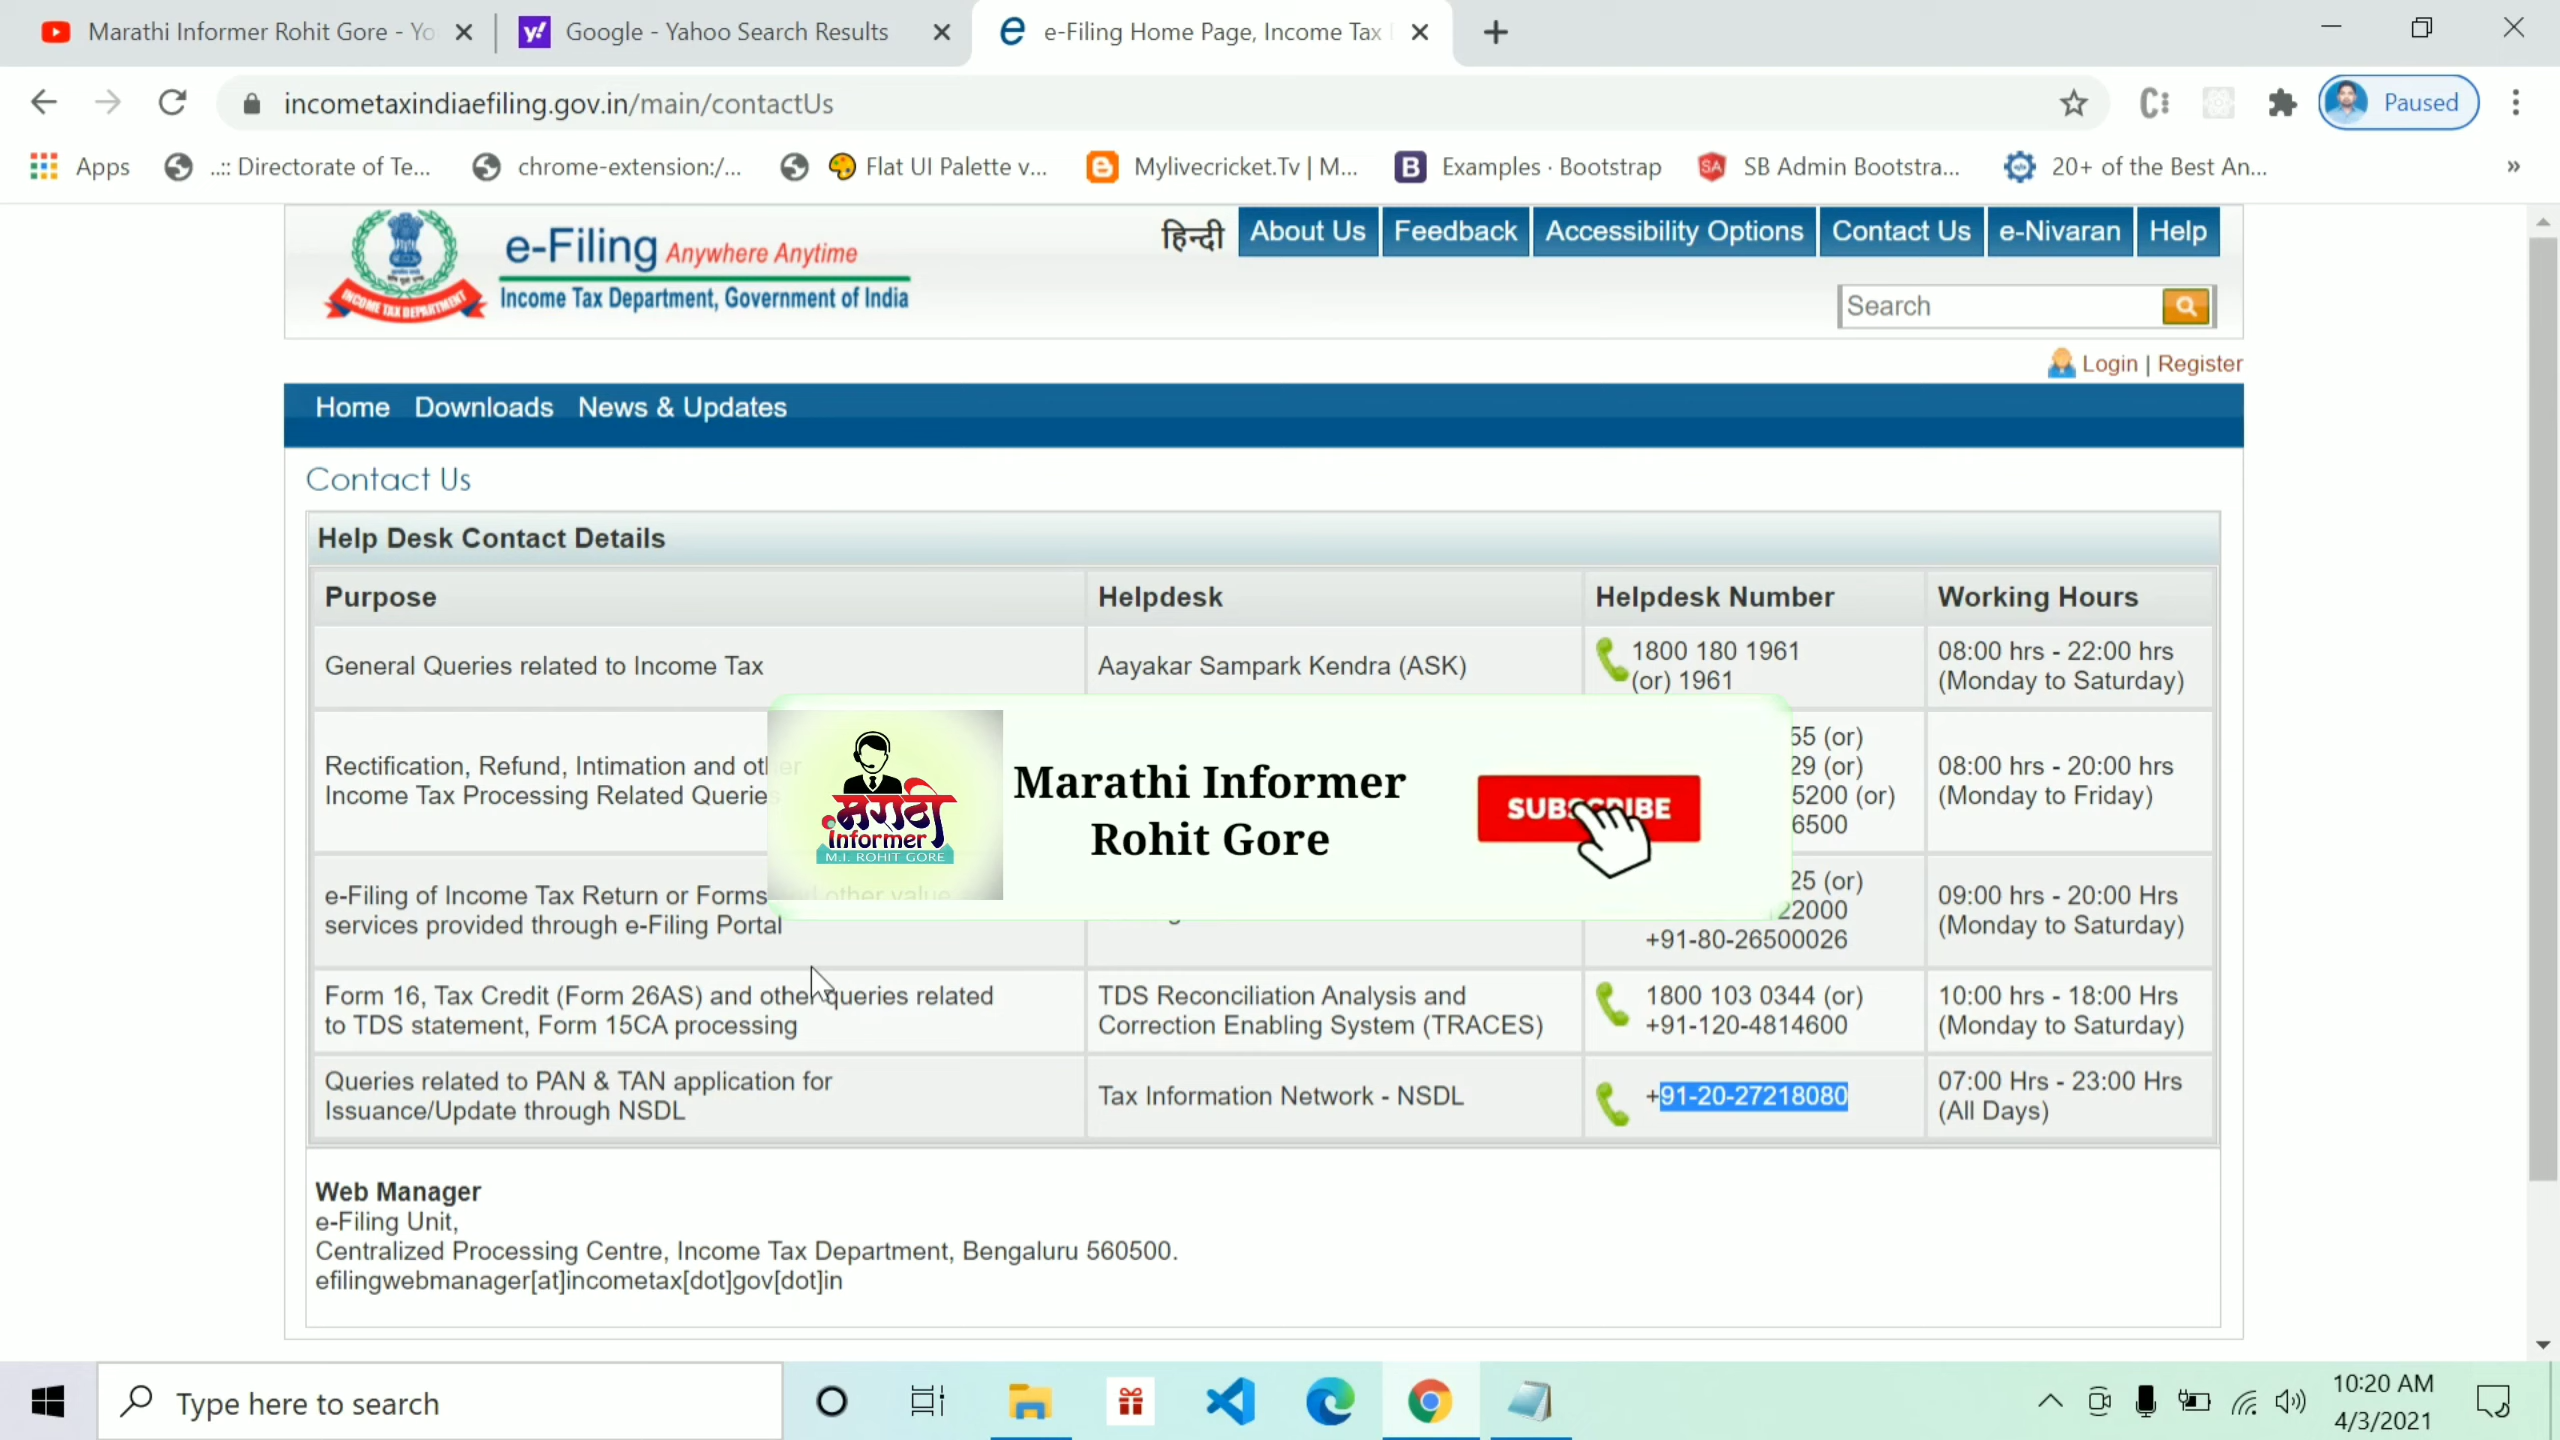 Marathi Informer Rohit Gore - Yo
Google - Yahoo Search Results
e-Filing Home Page, Income Tax
incometaxindiaefiling.gov.in/main/contactUs
Paused
Apps
..:: Directorate of Te...
chrome-extension:/...
Flat UI Palette v...
Mylivecricket.Tv | M...
Examples · Bootstrap
SB Admin Bootstra...
20+ of the Best An...
e-Filing Anywhere Anytime
Income Tax Department, Government of India
INCOME TAX DEPARTMENT
हिन्दी
About Us
Feedback
Accessibility Options
Contact Us
e-Nivaran
Help
Search
Login | Register
Home
Downloads
News & Updates
Contact Us
Help Desk Contact Details
Purpose
Helpdesk
Helpdesk Number
Working Hours
General Queries related to Income Tax
Aayakar Sampark Kendra (ASK)
1800 180 1961
(or) 1961
08:00 hrs - 22:00 hrs
(Monday to Saturday)
Rectification, Refund, Intimation and other
Income Tax Processing Related Queries
55 (or)
29 (or)
5200 (or)
6500
08:00 hrs - 20:00 hrs
(Monday to Friday)
e-Filing of Income Tax Return or Forms and other value
services provided through e-Filing Portal
25 (or)
22000
+91-80-26500026
09:00 hrs - 20:00 Hrs
(Monday to Saturday)
Form 16, Tax Credit (Form 26AS) and other queries related
to TDS statement, Form 15CA processing
TDS Reconciliation Analysis and
Correction Enabling System (TRACES)
1800 103 0344 (or)
+91-120-4814600
10:00 hrs - 18:00 Hrs
(Monday to Saturday)
Queries related to PAN & TAN application for
Issuance/Update through NSDL
Tax Information Network - NSDL
+91-20-27218080
07:00 Hrs - 23:00 Hrs
(All Days)
मराठी
Informer
M.I. ROHIT GORE
Marathi Informer
Rohit Gore
SUBSCRIBE
Web Manager
e-Filing Unit,
Centralized Processing Centre, Income Tax Department, Bengaluru 560500.
efilingwebmanager[at]incometax[dot]gov[dot]in
Type here to search
10:20 AM
4/3/2021